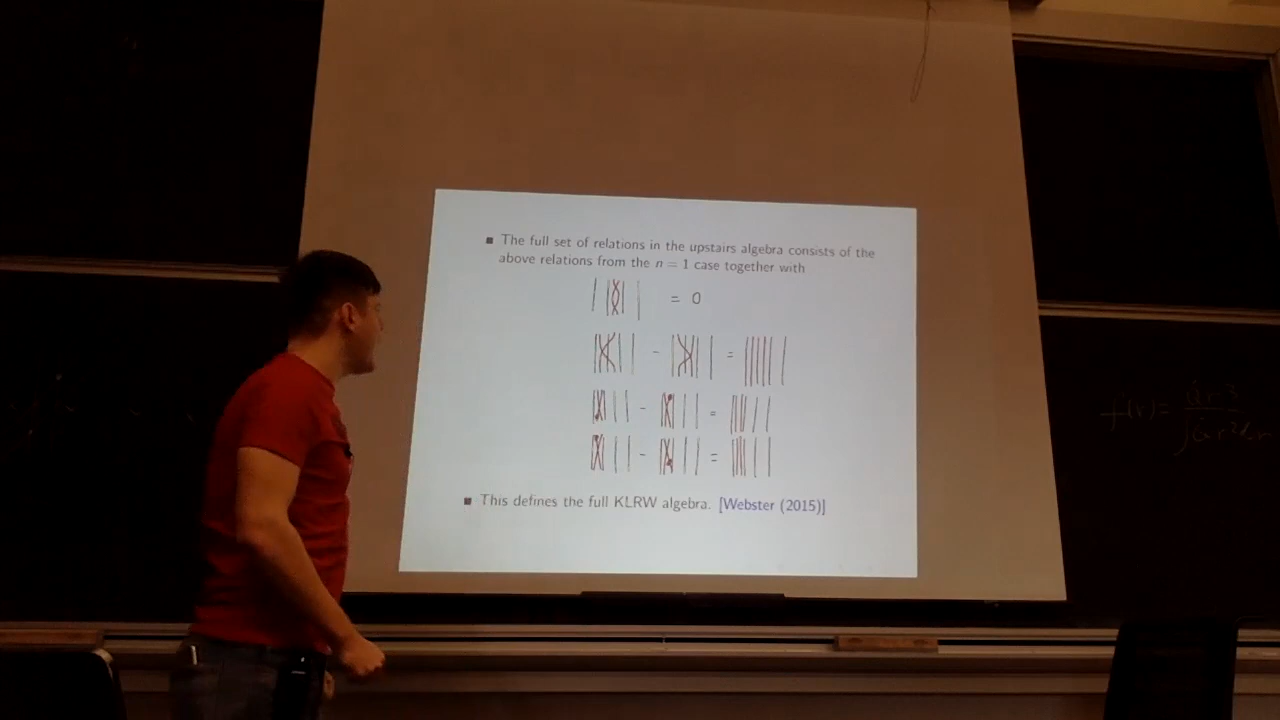 ■ The full set of relations in the upstairs algebra consists of the
above relations from the n = 1 case together with
= 0
- =
- =
- =
■ This defines the full KLRW algebra. [Webster (2015)]